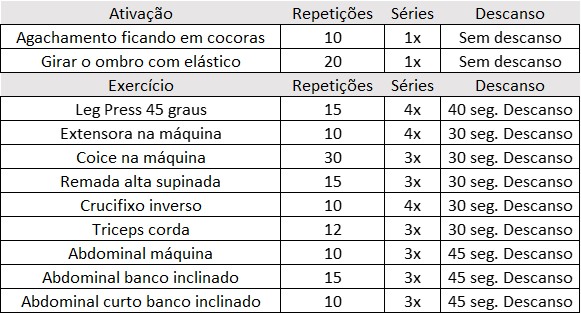 Ativação Repetições Séries Descanso
Agachamento ficando em cocoras 10 1x Sem descanso
Girar o ombro com elástico 20 1x Sem descanso
Exercício Repetições Séries Descanso
Leg Press 45 graus 15 4x 40 seg. Descanso
Extensora na máquina 10 4x 30 seg. Descanso
Coice na máquina 30 3x 30 seg. Descanso
Remada alta supinada 15 3x 30 seg. Descanso
Crucifixo inverso 10 4x 30 seg. Descanso
Triceps corda 12 3x 30 seg. Descanso
Abdominal máquina 10 3x 45 seg. Descanso
Abdominal banco inclinado 15 3x 45 seg. Descanso
Abdominal curto banco inclinado 10 3x 45 seg. Descanso